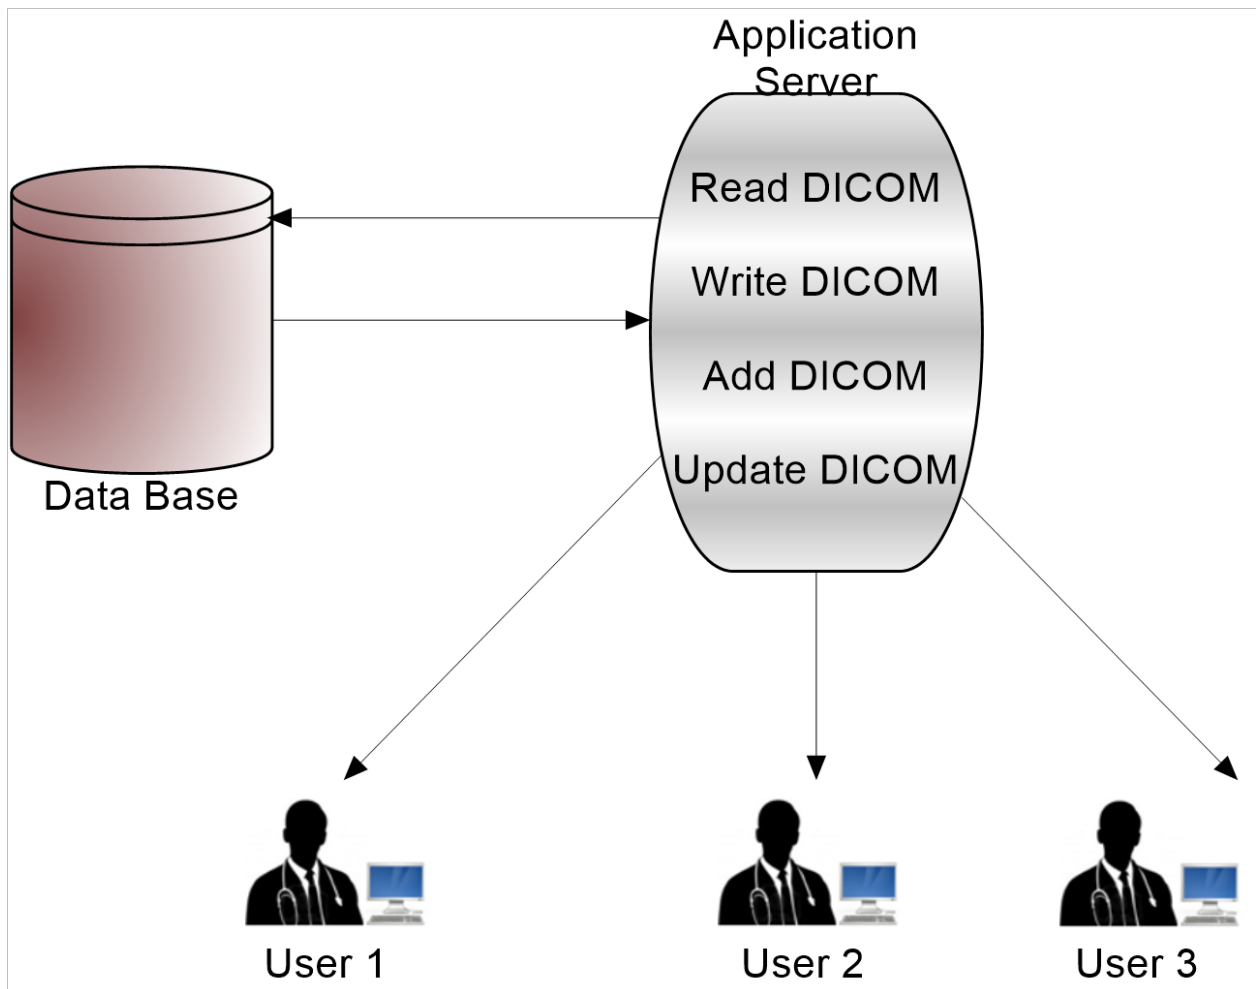 Application
Server
Read DICOM
Write DICOM
Add DICOM
Update DICOM
Data Base
User 1
User 2
User 3